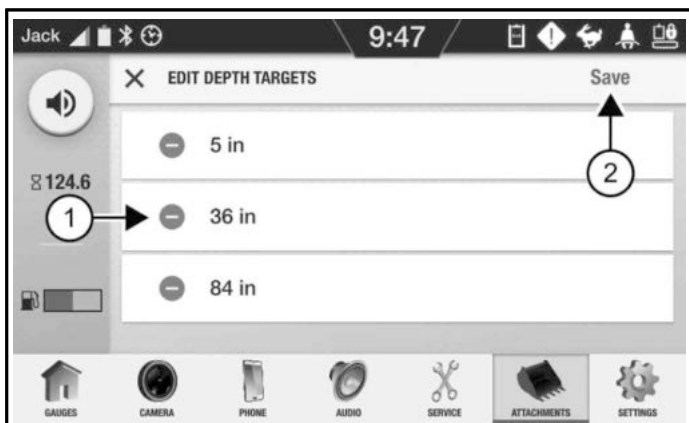 Jack 9:47
EDIT DEPTH TARGETS Save
5 in
2
124.6
1 36 in
84 in
GAUGES CAMERA PHONE AUDIO SERVICE ATTACHMENTS SETTINGS